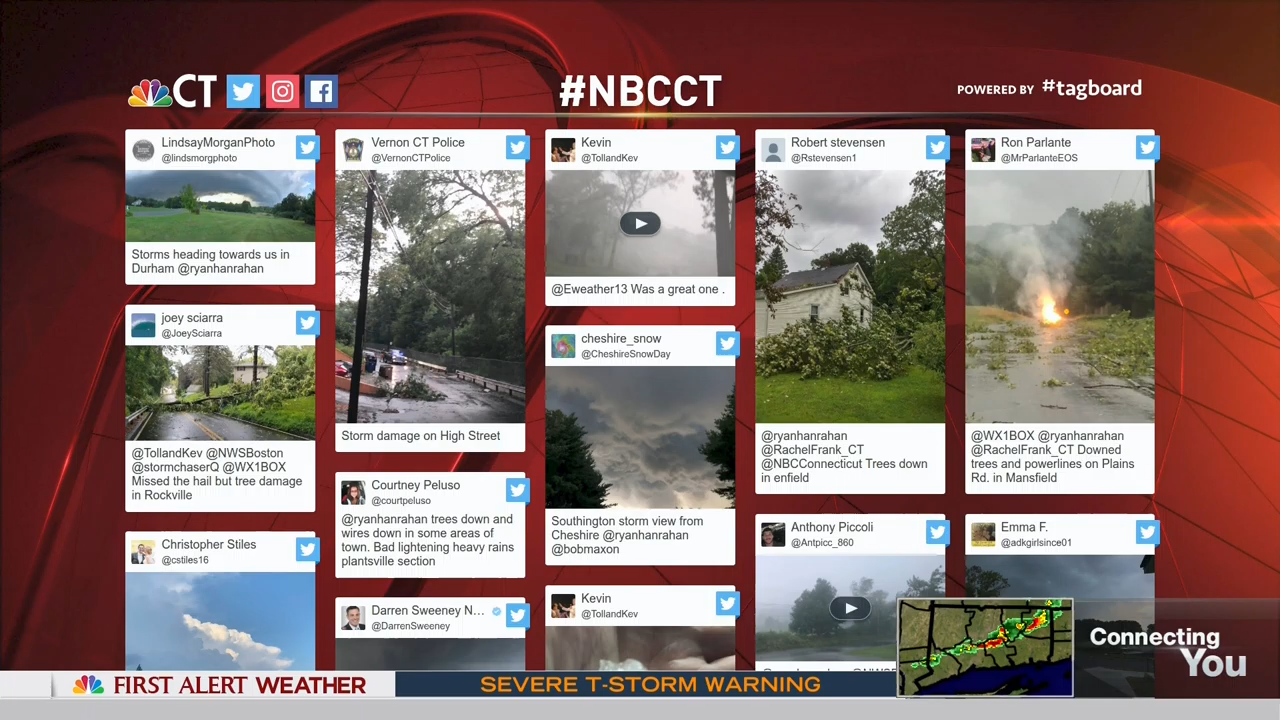 CT
#NBCCT
POWERED BY #tagboard
LindsayMorganPhoto
@lindsmorgphoto
Storms heading towards us in
Durham @ryanhanrahan
joey sciarra
@JoeySciarra
@TollandKev @NWSBoston
@stormchaserQ @WX1BOX
Missed the hail but tree damage
in Rockville
Christopher Stiles
@cstiles16
Vernon CT Police
@VernonCTPolice
Storm damage on High Street
Courtney Peluso
@courtpeluso
@ryanhanrahan trees down and
wires down in some areas of
town. Bad lightening heavy rains
plantsville section
Darren Sweeney N...
@DarrenSweeney
Kevin
@TollandKev
@Eweather13 Was a great one .
cheshire_snow
@CheshireSnowDay
Southington storm view from
Cheshire @ryanhanrahan
@bobmaxon
Kevin
@TollandKev
Robert stevensen
@Rstevensen1
@ryanhanrahan
@RachelFrank_CT
@NBCConnecticut Trees down
in enfield
Anthony Piccoli
@Antpicc_860
Ron Parlante
@MrParlanteEOS
@WX1BOX @ryanhanrahan
@RachelFrank_CT Downed
trees and powerlines on Plains
Rd. in Mansfield
Emma F.
@adkgirlsince01
Connecting
You
FIRST ALERT WEATHER
SEVERE T-STORM WARNING